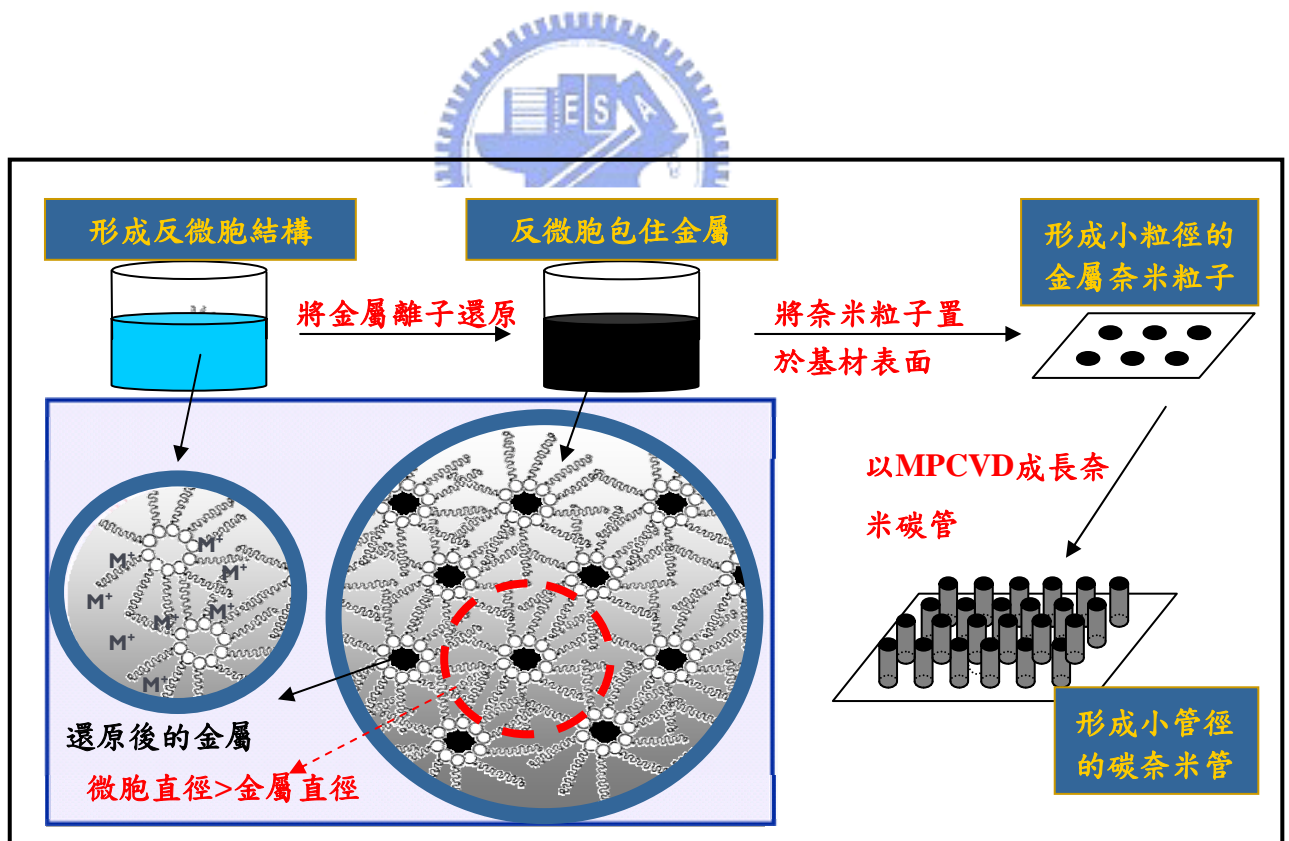 ESA
形成反微胞結構
反微胞包住金屬
形成小粒徑的
金屬奈米粒子
將金屬離子還原
將奈米粒子置
於基材表面
以MPCVD成長奈
米碳管
M⁺
M⁺
M⁺
M⁺
M⁺
M⁺
M⁺
M⁺
還原後的金屬
微胞直徑>金屬直徑
形成小管徑
的碳奈米管